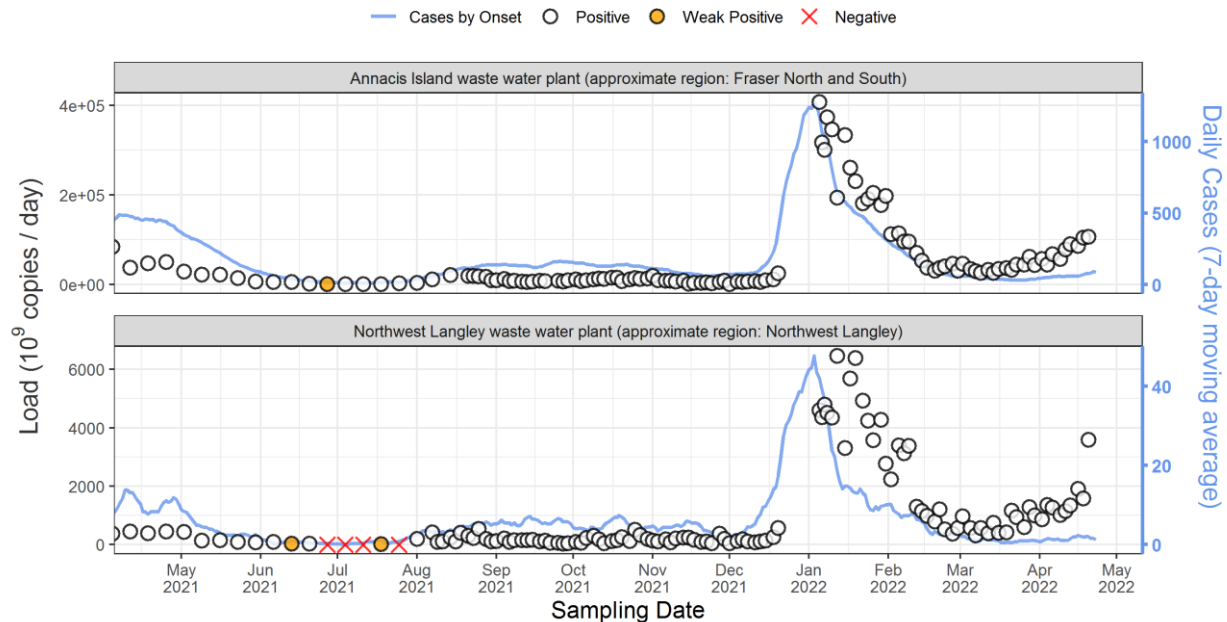 Cases by Onset Positive Weak Positive Negative
Annacis Island waste water plant (approximate region: Fraser North and South)
4e+05
2e+05
0e+00
1000
500
0
Northwest Langley waste water plant (approximate region: Northwest Langley)
6000
4000
2000
0
40
20
0
Load (10⁹ copies / day)
Daily Cases (7-day moving average)
May Jun Jul Aug Sep Oct Nov Dec Jan Feb Mar Apr May
2021 2021 2021 2021 2021 2021 2021 2021 2022 2022 2022 2022 2022
Sampling Date